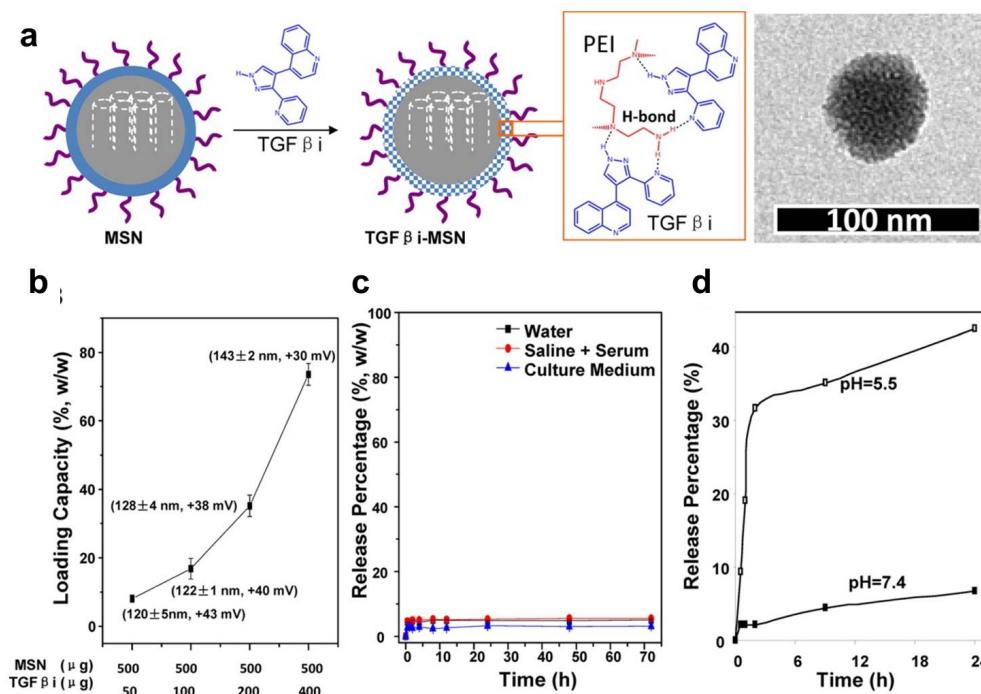 a
PEI
H
N
N
N
N
H-bond
TGF β i
MSN
TGF β i-MSN
TGF β i
100 nm
b
c
d
Loading Capacity (%, w/w)
80
60
40
20
0
(143±2 nm, +30 mV)
(128±4 nm, +38 mV)
(122±1 nm, +40 mV)
(120±5nm, +43 mV)
MSN (μg) 500 500 500 500
TGF β i (μg) 50 100 200 400
Release Percentage (%, w/w)
100
80
60
40
20
0
Water
Saline + Serum
Culture Medium
0 10 20 30 40 50 60 70
Time (h)
Release Percentage (%)
40
30
20
10
0
pH=5.5
pH=7.4
0 6 12 18 24
Time (h)